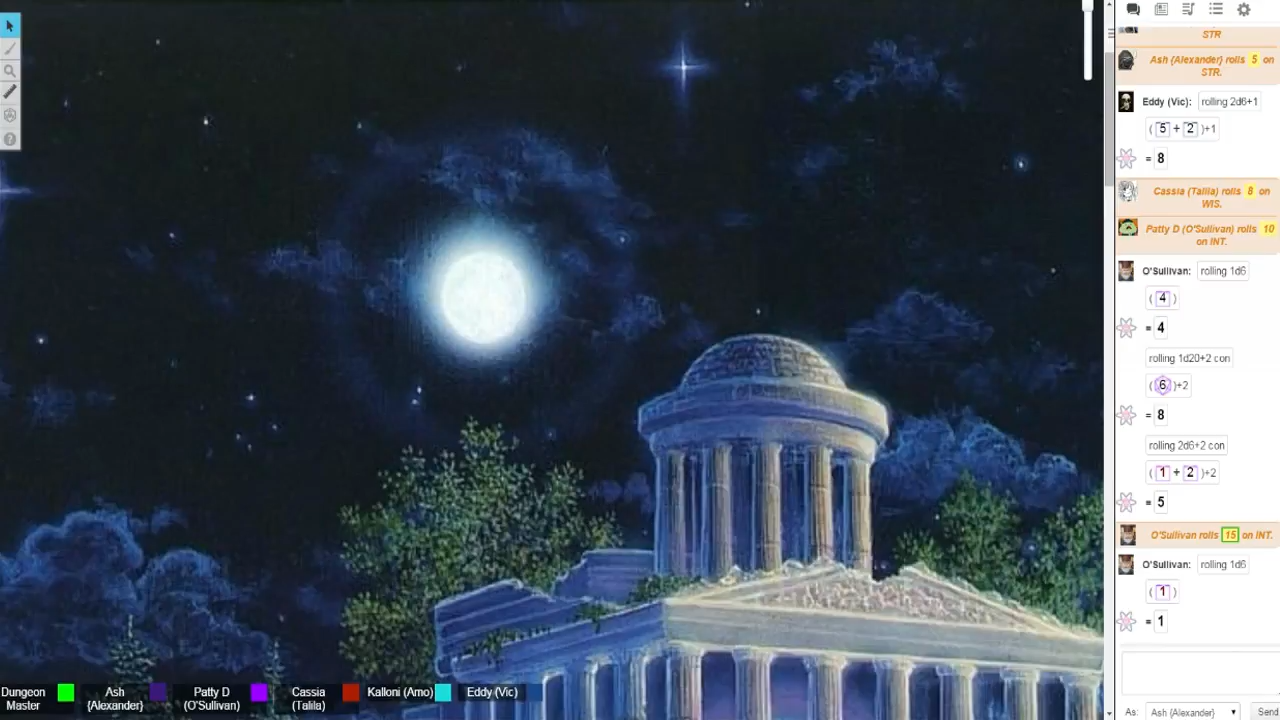 STR
Ash {Alexander} rolls 5 on
STR.
Eddy (Vic): rolling 2d6+1
(5+2)+1
= 8
Cassia (Talila) rolls 8 on
WIS.
Patty D (O'Sullivan) rolls 10
on INT.
O'Sullivan: rolling 1d6
(4)
= 4
rolling 1d20+2 con
(6)+2
= 8
rolling 2d6+2 con
(1+2)+2
= 5
O'Sullivan rolls 15 on INT.
O'Sullivan: rolling 1d6
(1)
= 1
As: Ash {Alexander} Send
Dungeon
Master
Ash
{Alexander}
Patty D
(O'Sullivan)
Cassia
(Talila)
Kalloni (Amo)
Eddy (Vic)